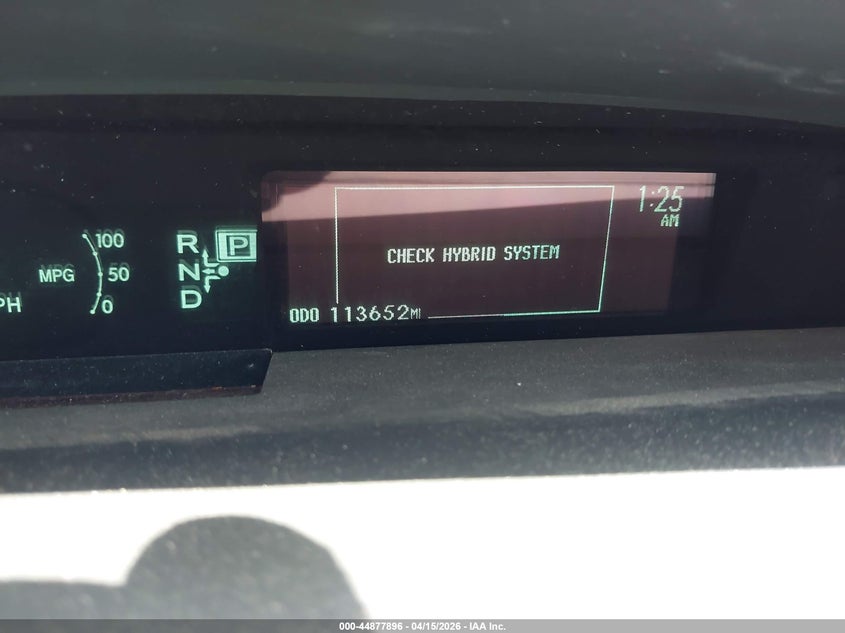 100
MPG
50
0
PH
R
P
N
D
1:25
AM
CHECK HYBRID SYSTEM
ODO 113652MI
000-44877896 - 04/15/2026 - IAA Inc.